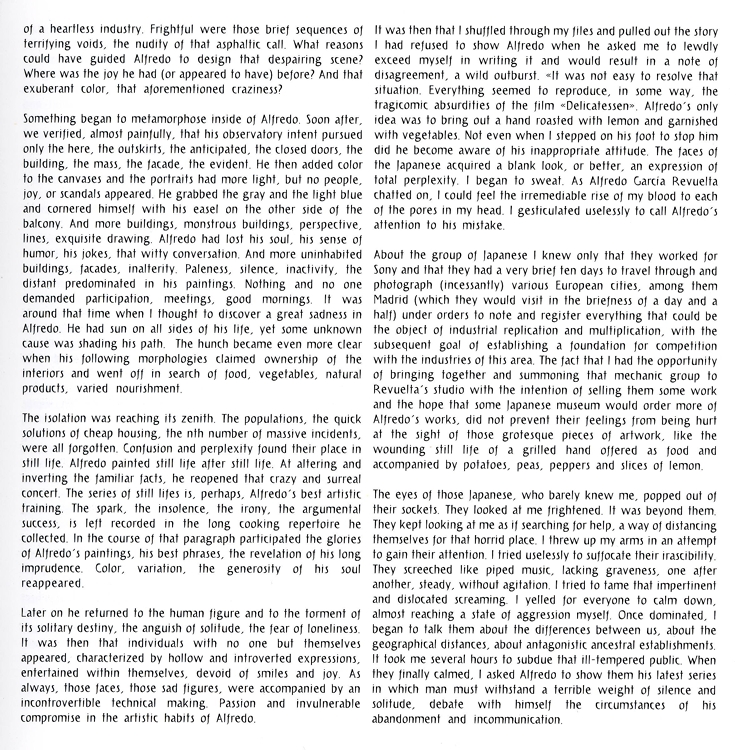 of a heartless industry. Frightful were those brief sequences of
terrifying voids, the nudity of that asphaltic call. What reasons
could have guided Alfredo to design that despairing scene?
Where was the joy he had (or appeared to have) before? And that
exuberant color, that aforementioned craziness?

Something began to metamorphose inside of Alfredo. Soon after,
we verified, almost painfully, that his observatory intent pursued
only the here, the outskirts, the anticipated, the closed doors, the
building, the mass, the facade, the evident. He then added color
to the canvases and the portraits had more light, but no people,
joy, or scandals appeared. He grabbed the gray and the light blue
and cornered himself with his easel on the other side of the
balcony. And more buildings, monstrous buildings, perspective,
lines, exquisite drawing. Alfredo had lost his soul, his sense of
humor, his jokes, that witty conversation. And more uninhabited
buildings, facades, inalterity. Paleness, silence, inactivity, the
distant predominated in his paintings. Nothing and no one
demanded participation, meetings, good mornings. It was
around that time when I thought to discover a great sadness in
Alfredo. He had sun on all sides of his life, yet some unknown
cause was shading his path. The hunch became even more clear
when his following morphologies claimed ownership of the
interiors and went off in search of food, vegetables, natural
products, varied nourishment.

The isolation was reaching its zenith. The populations, the quick
solutions of cheap housing, the nth number of massive incidents,
were all forgotten. Confusion and perplexity found their place in
still life. Alfredo painted still life after still life. At altering and
inverting the familiar facts, he reopened that crazy and surreal
concert. The series of still lifes is, perhaps, Alfredo's best artistic
training. The spark, the insolence, the irony, the argumental
success, is left recorded in the long cooking repertoire he
collected. In the course of that paragraph participated the glories
of Alfredo's paintings, his best phrases, the revelation of his long
imprudence. Color, variation, the generosity of his soul
reappeared.

Later on he returned to the human figure and to the torment of
its solitary destiny, the anguish of solitude, the fear of loneliness.
It was then that individuals with no one but themselves
appeared, characterized by hollow and introverted expressions,
entertained within themselves, devoid of smiles and joy. As
always, those faces, those sad figures, were accompanied by an
incontrovertible technical making. Passion and invulnerable
compromise in the artistic habits of Alfredo.

It was then that I shuffled through my files and pulled out the story
I had refused to show Alfredo when he asked me to lewdly
exceed myself in writing it and would result in a note of
disagreement, a wild outburst. «It was not easy to resolve that
situation. Everything seemed to reproduce, in some way, the
tragicomic absurdities of the film «Delicatessen». Alfredo's only
idea was to bring out a hand roasted with lemon and garnished
with vegetables. Not even when I stepped on his foot to stop him
did he become aware of his inappropriate attitude. The faces of
the Japanese acquired a blank look, or better, an expression of
total perplexity. I began to sweat. As Alfredo García Revuelta
chatted on, I could feel the irremediable rise of my blood to each
of the pores in my head. I gesticulated uselessly to call Alfredo's
attention to his mistake.

About the group of Japanese I knew only that they worked for
Sony and that they had a very brief ten days to travel through and
photograph (incessantly) various European cities, among them
Madrid (which they would visit in the briefness of a day and a
half) under orders to note and register everything that could be
the object of industrial replication and multiplication, with the
subsequent goal of establishing a foundation for competition
with the industries of this area. The fact that I had the opportunity
of bringing together and summoning that mechanic group to
Revuelta's studio with the intention of selling them some work
and the hope that some Japanese museum would order more of
Alfredo's works, did not prevent their feelings from being hurt
at the sight of those grotesque pieces of artwork, like the
wounding still life of a grilled hand offered as food and
accompanied by potatoes, peas, peppers and slices of lemon.

The eyes of those Japanese, who barely knew me, popped out of
their sockets. They looked at me frightened. It was beyond them.
They kept looking at me as if searching for help, a way of distancing
themselves for that horrid place. I threw up my arms in an attempt
to gain their attention. I tried uselessly to suffocate their irascibility.
They screeched like piped music, lacking graveness, one after
another, steady, without agitation. I tried to tame that impertinent
and dislocated screaming. I yelled for everyone to calm down,
almost reaching a state of aggression myself. Once dominated, I
began to talk them about the differences between us, about the
geographical distances, about antagonistic ancestral establishments.
It took me several hours to subdue that ill-tempered public. When
they finally calmed, I asked Alfredo to show them his latest series
in which man must withstand a terrible weight of silence and
solitude, debate with himself the circumstances of his
abandonment and incommunication.